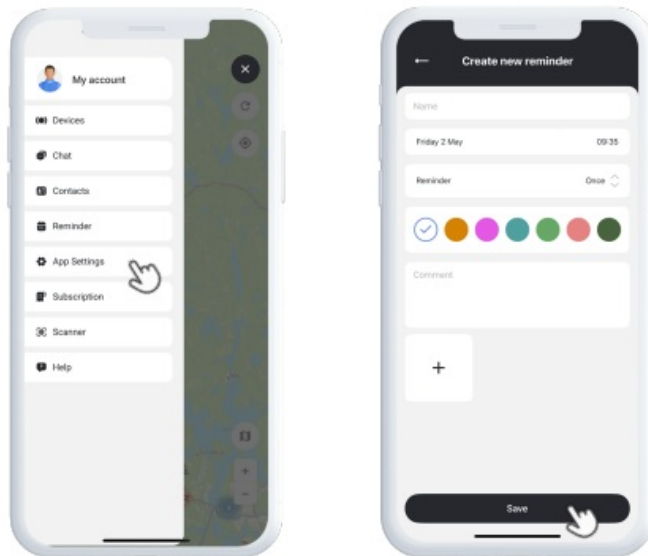 My account
Devices
Chat
Contacts
Reminder
App Settings
Subscription
Scanner
Help
+
−
Create new reminder
Name
Friday 2 May 09:35
Reminder Once
Comment
+
Save